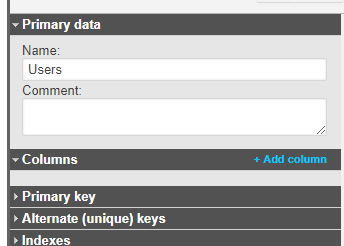 Primary data
Name:
Users
Comment:
Columns + Add column
Primary key
Alternate (unique) keys
Indexes